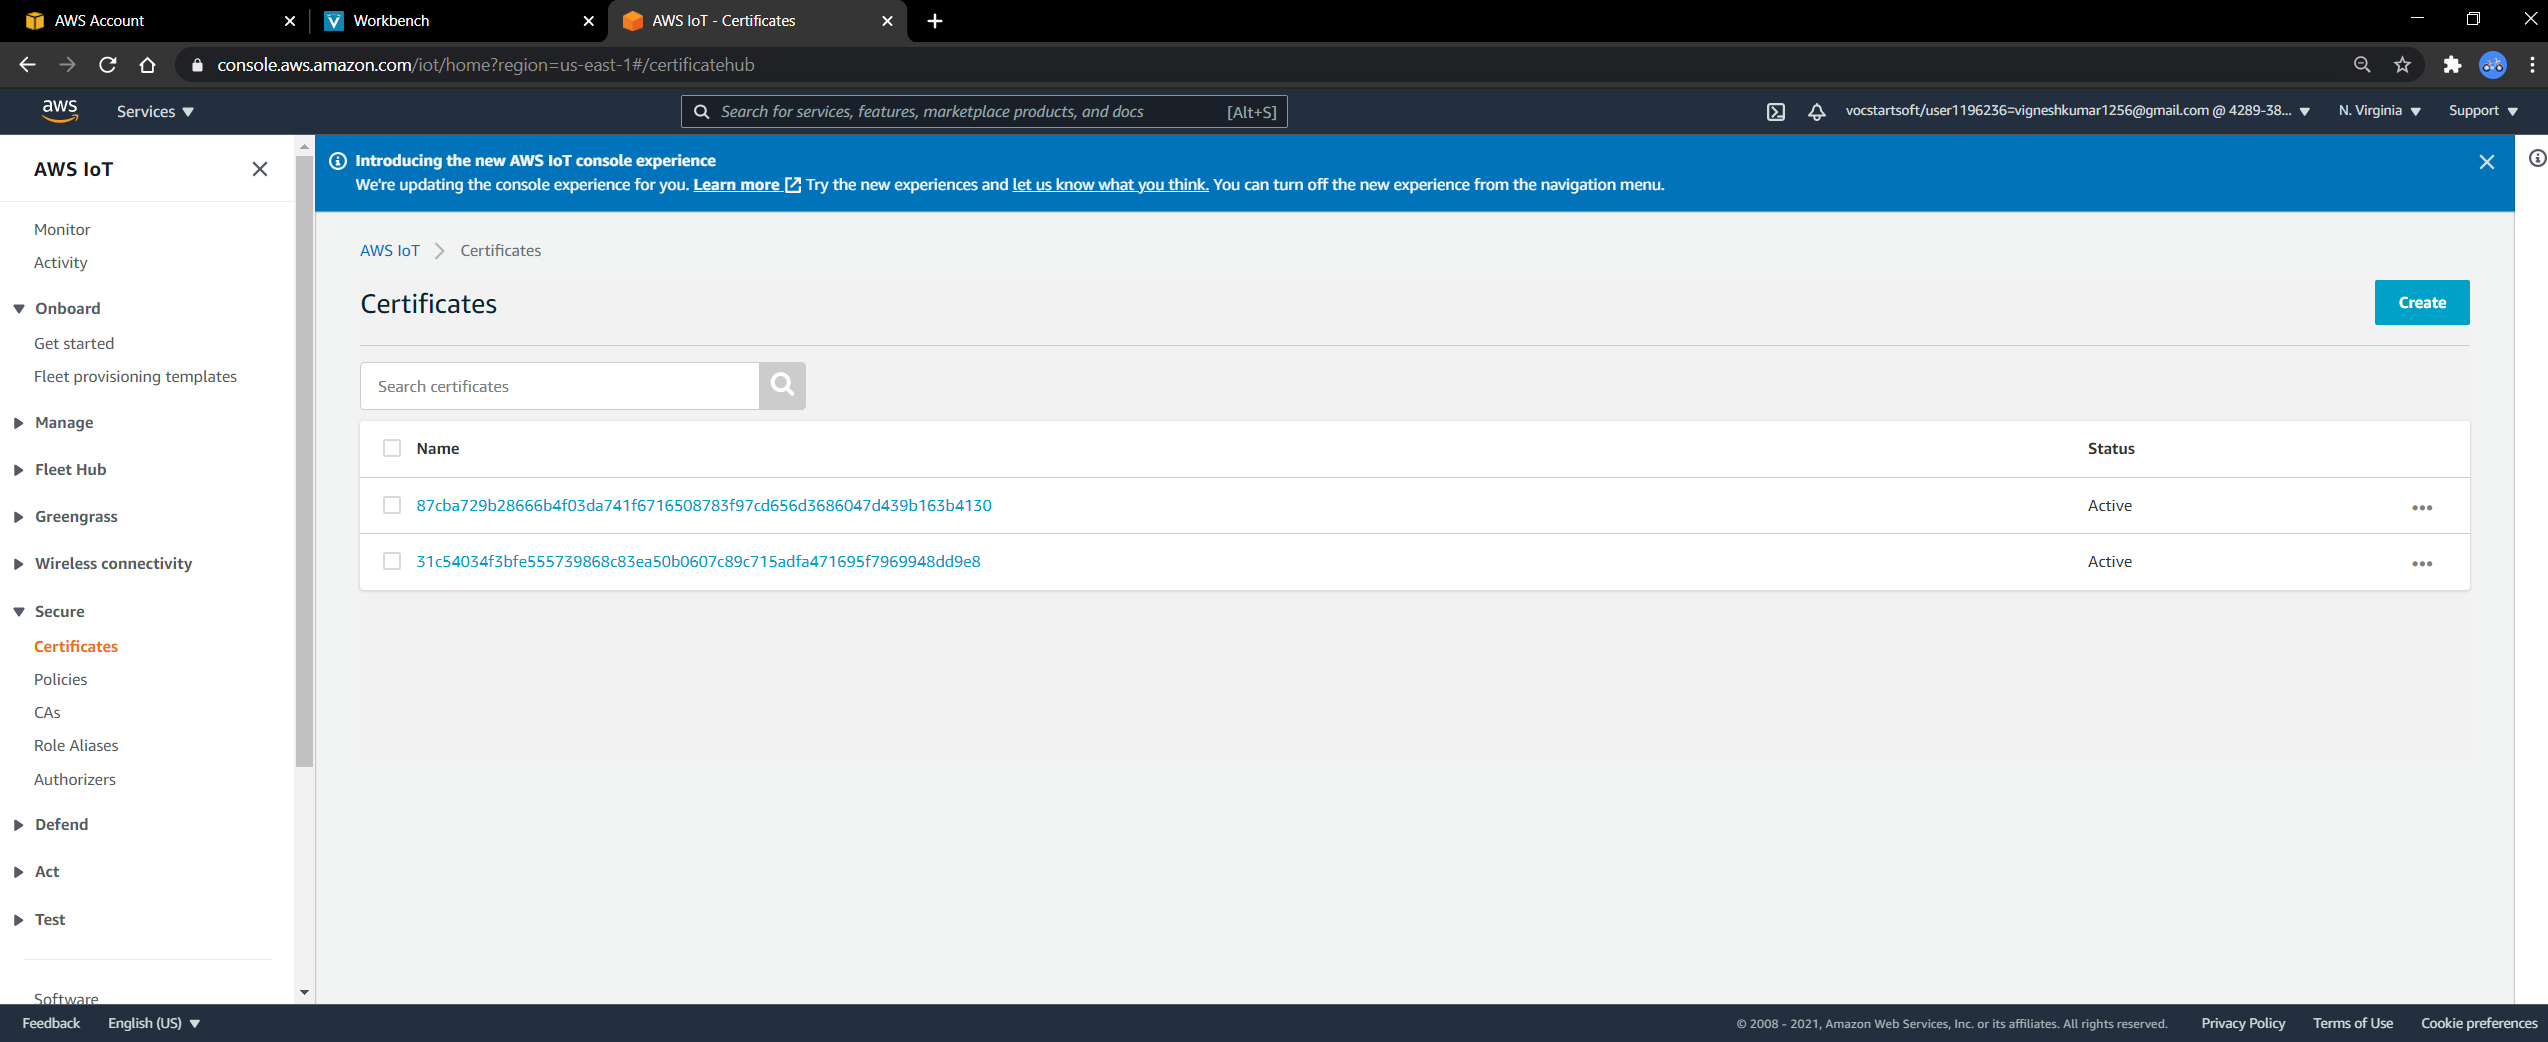 AWS Account
Workbench
AWS IoT - Certificates
console.aws.amazon.com/iot/home?region=us-east-1#/certificatehub
aws
Services
Search for services, features, marketplace products, and docs [Alt+S]
vocstartsoft/user1196236=vigneshkumar1256@gmail.com @ 4289-38...
N. Virginia
Support
AWS IoT
Monitor
Activity
Onboard
Get started
Fleet provisioning templates
Manage
Fleet Hub
Greengrass
Wireless connectivity
Secure
Certificates
Policies
CAs
Role Aliases
Authorizers
Defend
Act
Test
Software
Introducing the new AWS IoT console experience
We're updating the console experience for you. Learn more Try the new experiences and let us know what you think. You can turn off the new experience from the navigation menu.
AWS IoT Certificates
Certificates
Create
Search certificates
Name Status
87cba729b28666b4f03da741f6716508783f97cd656d3686047d439b163b4130 Active
31c54034f3bfe555739868c83ea50b0607c89c715adfa471695f7969948dd9e8 Active
Feedback
English (US)
© 2008 - 2021, Amazon Web Services, Inc. or its affiliates. All rights reserved.
Privacy Policy
Terms of Use
Cookie preferences